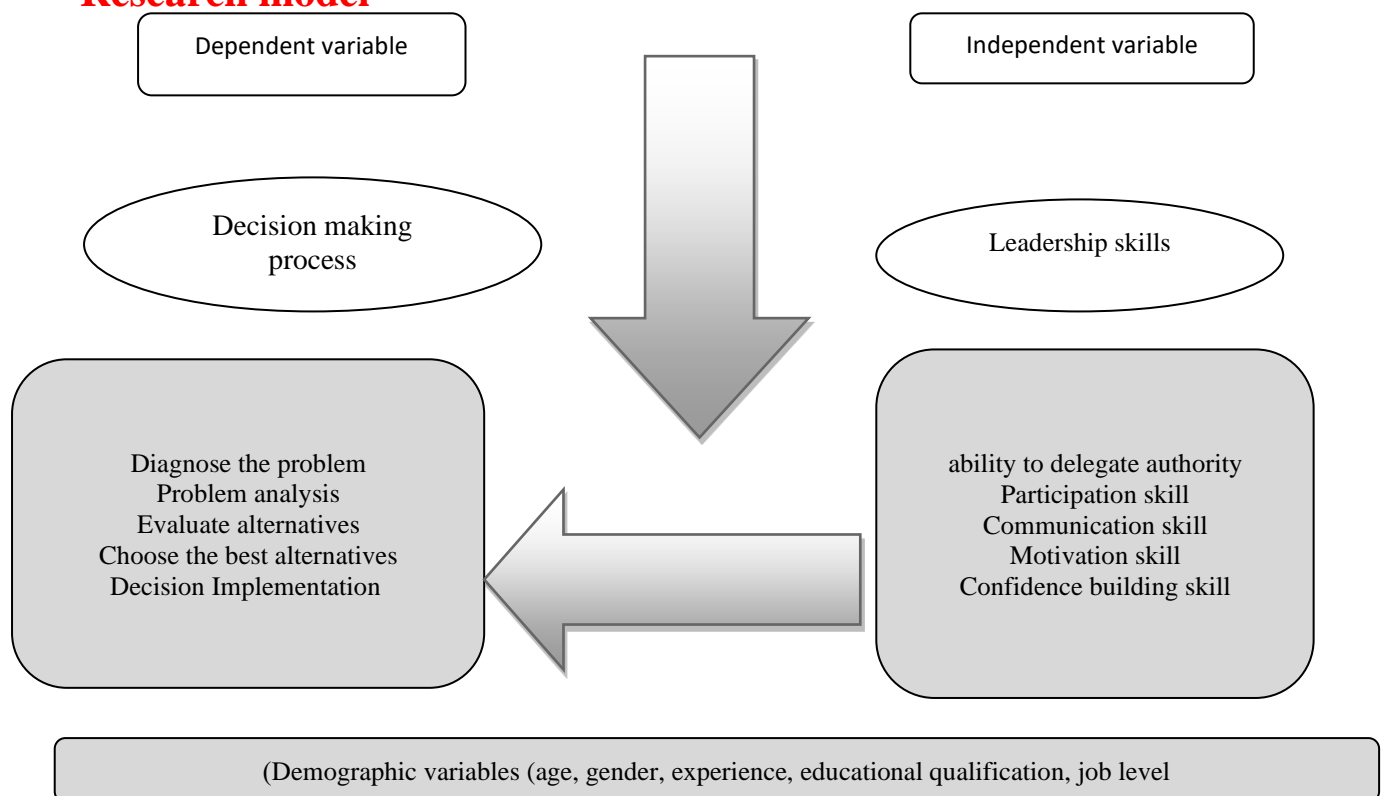 Research model
Dependent variable
Independent variable
Decision making
process
Leadership skills
Diagnose the problem
Problem analysis
Evaluate alternatives
Choose the best alternatives
Decision Implementation
ability to delegate authority
Participation skill
Communication skill
Motivation skill
Confidence building skill
(Demographic variables (age, gender, experience, educational qualification, job level